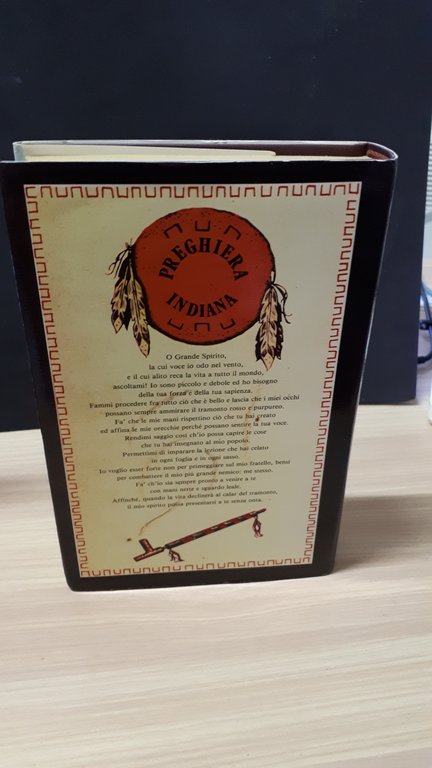 PREGHIERA
INDIANA
O Grande Spirito,
la cui voce io odo nel vento,
e il cui alito reca la vita a tutto il mondo,
ascoltami! Io sono piccolo e debole ed ho bisogno
della tua forza e della tua sapienza.
Fammi procedere fra tutto ciò che è bello e lascia che i miei occhi
possano sempre ammirare il tramonto rosso e purpureo.
Fa' che le mie mani rispettino ciò che tu hai creato
ed affina le mie orecchie perché possano sentire la tua voce.
Rendimi saggio così ch'io possa capire le cose
che tu hai insegnato al mio popolo.
Permettimi di imparare la lezione che hai celato
in ogni foglia e in ogni sasso.
Io voglio esser forte non per primeggiare sul mio fratello, bensì
per combattere il mio più grande nemico: me stesso.
Fa' ch'io sia sempre pronto a venire a te
con mani nette e sguardo leale.
Affinché, quando la vita declinerà al calar del tramonto,
il mio spirito possa presentarsi a te senza onta.